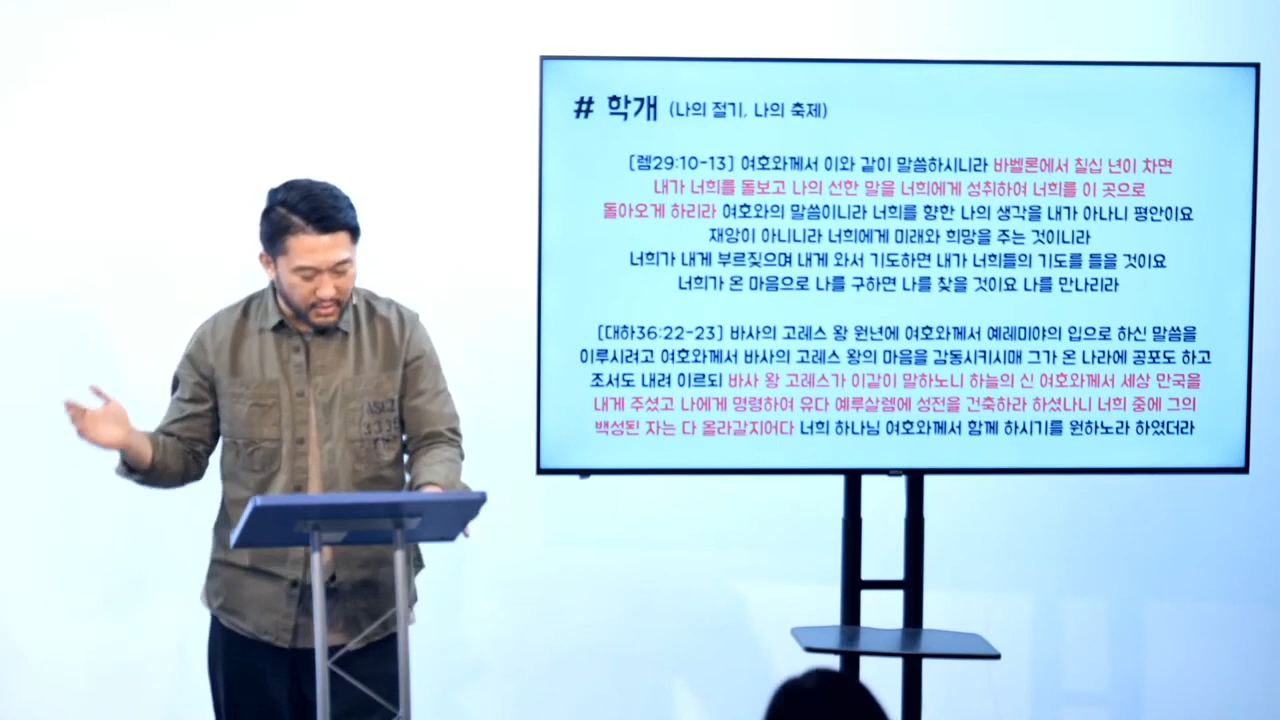 # 학개 (나의 절기, 나의 축제)
[렘29:10-13] 여호와께서 이와 같이 말씀하시니라 바벨론에서 칠십 년이 차면
내가 너희를 돌보고 나의 선한 말을 너희에게 성취하여 너희를 이 곳으로
돌아오게 하리라 여호와의 말씀이니라 너희를 향한 나의 생각을 내가 아나니 평안이요
재앙이 아니니라 너희에게 미래와 희망을 주는 것이니라
너희가 내게 부르짖으며 내게 와서 기도하면 내가 너희들의 기도를 들을 것이요
너희가 온 마음으로 나를 구하면 나를 찾을 것이요 나를 만나리라
[대하36:22-23] 바사의 고레스 왕 원년에 여호와께서 예레미야의 입으로 하신 말씀을
이루시려고 여호와께서 바사의 고레스 왕의 마음을 감동시키시매 그가 온 나라에 공포도 하고
조서도 내려 이르되 바사 왕 고레스가 이같이 말하노니 하늘의 신 여호와께서 세상 만국을
내게 주셨고 나에게 명령하여 유다 예루살렘에 성전을 건축하라 하셨나니 너희 중에 그의
백성된 자는 다 올라갈지어다 너희 하나님 여호와께서 함께 하시기를 원하노라 하였더라